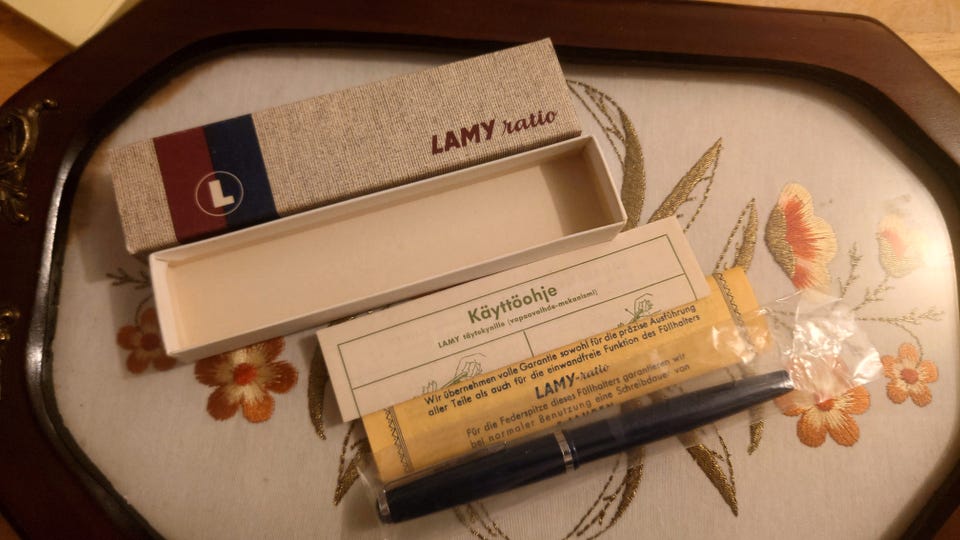 LAMY ratio
L
Käyttöohje
LAMY täytekynille (vapaavaihde-mekanismi)
Wir übernehmen volle Garantie sowohl für die präzise Ausführung
aller Teile als auch für die einwandfreie Funktion des Füllhalters
LAMY-ratio
Für die Federspitze dieses Füllhalters garantieren wir
bei normaler Benutzung eine Schreibdauer von